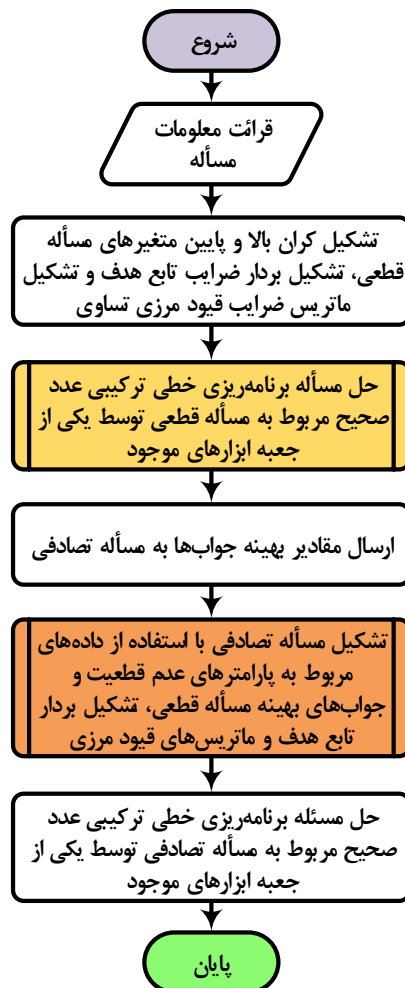 شروع
قرائت معلومات
مسأله
تشکیل کران بالا و پایین متغیرهای مسأله
قطعی، تشکیل بردار ضرایب تابع هدف و تشکیل
ماتریس ضرایب قیود مرزی تساوی
حل مسأله برنامه‌ریزی خطی ترکیبی عدد
صحیح مربوط به مسأله قطعی توسط یکی از
جعبه ابزارهای موجود
ارسال مقادیر بهینه جواب‌ها به مسأله تصادفی
تشکیل مسأله تصادفی با استفاده از داده‌های
مربوط به پارامترهای عدم قطعیت و
جواب‌های بهینه مسأله قطعی، تشکیل بردار
تابع هدف و ماتریس‌های قیود مرزی
حل مسئله برنامه‌ریزی خطی ترکیبی عدد
صحیح مربوط به مسأله تصادفی توسط یکی از
جعبه ابزارهای موجود
پایان